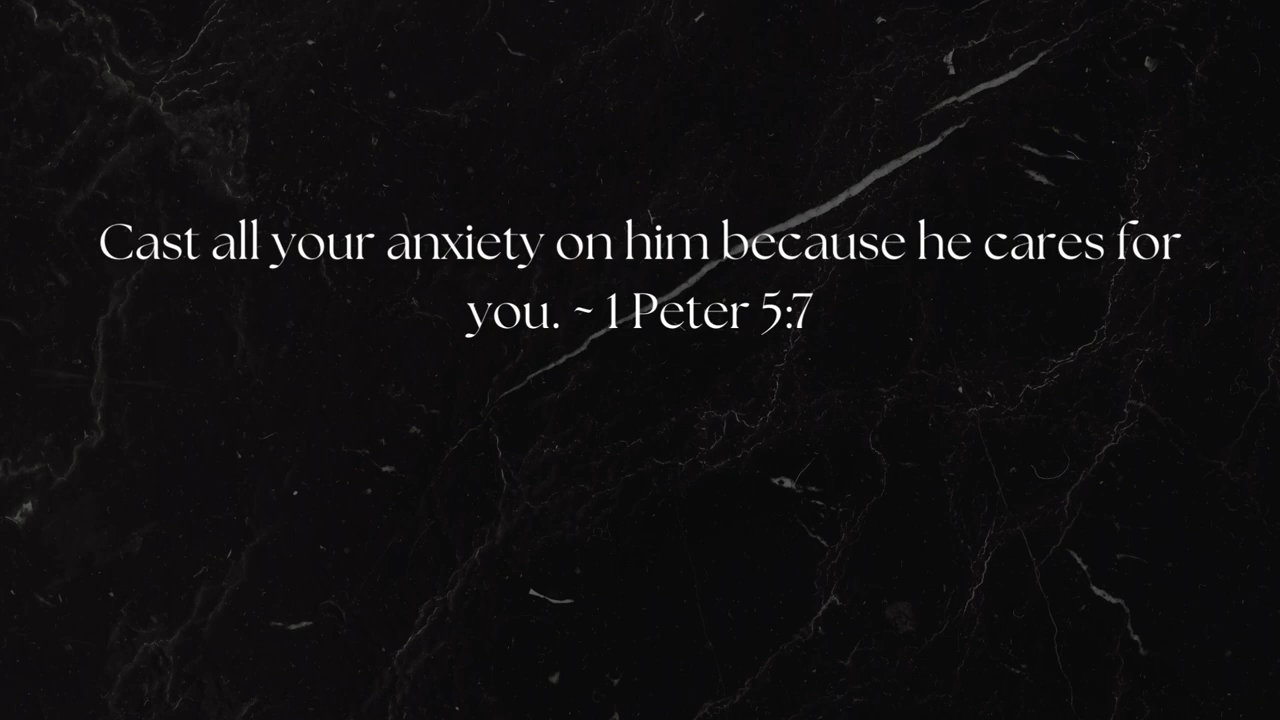 Cast all your anxiety on him because he cares for
you. ~ 1 Peter 5:7